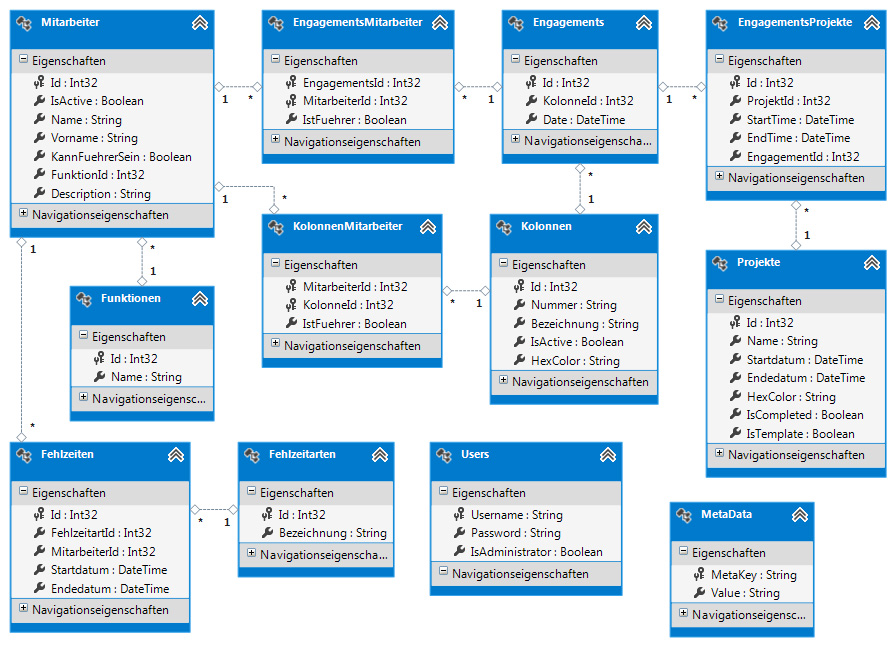 Mitarbeiter
Eigenschaften
Id : Int32
IsActive : Boolean
Name : String
Vorname : String
KannFuehrerSein : Boolean
FunktionId : Int32
Description : String
Navigationseigenschaften
1
*
EngagementsMitarbeiter
Eigenschaften
EngagementsId : Int32
MitarbeiterId : Int32
IstFuehrer : Boolean
Navigationseigenschaften
*
1
Engagements
Eigenschaften
Id : Int32
KolonneId : Int32
Date : DateTime
Navigationseigenscha...
1
*
EngagementsProjekte
Eigenschaften
Id : Int32
ProjektId : Int32
StartTime : DateTime
EndTime : DateTime
EngagementId : Int32
Navigationseigenschaften
1
*
*
1
*
1
KolonnenMitarbeiter
Eigenschaften
MitarbeiterId : Int32
KolonneId : Int32
IstFuehrer : Boolean
Navigationseigenschaften
*
1
Kolonnen
Eigenschaften
Id : Int32
Nummer : String
Bezeichnung : String
IsActive : Boolean
HexColor : String
Navigationseigenschaften
Projekte
Eigenschaften
Id : Int32
Name : String
Startdatum : DateTime
Endedatum : DateTime
HexColor : String
IsCompleted : Boolean
IsTemplate : Boolean
Navigationseigenschaften
1
*
1
Funktionen
Eigenschaften
Id : Int32
Name : String
Navigationseigensc...
*
Fehlzeiten
Eigenschaften
Id : Int32
FehlzeitartId : Int32
MitarbeiterId : Int32
Startdatum : DateTime
Endedatum : DateTime
Navigationseigenschaften
*
1
Fehlzeitarten
Eigenschaften
Id : Int32
Bezeichnung : String
Navigationseigenscha...
Users
Eigenschaften
Username : String
Password : String
IsAdministrator : Boolean
Navigationseigenschaften
MetaData
Eigenschaften
MetaKey : String
Value : String
Navigationseigensc...